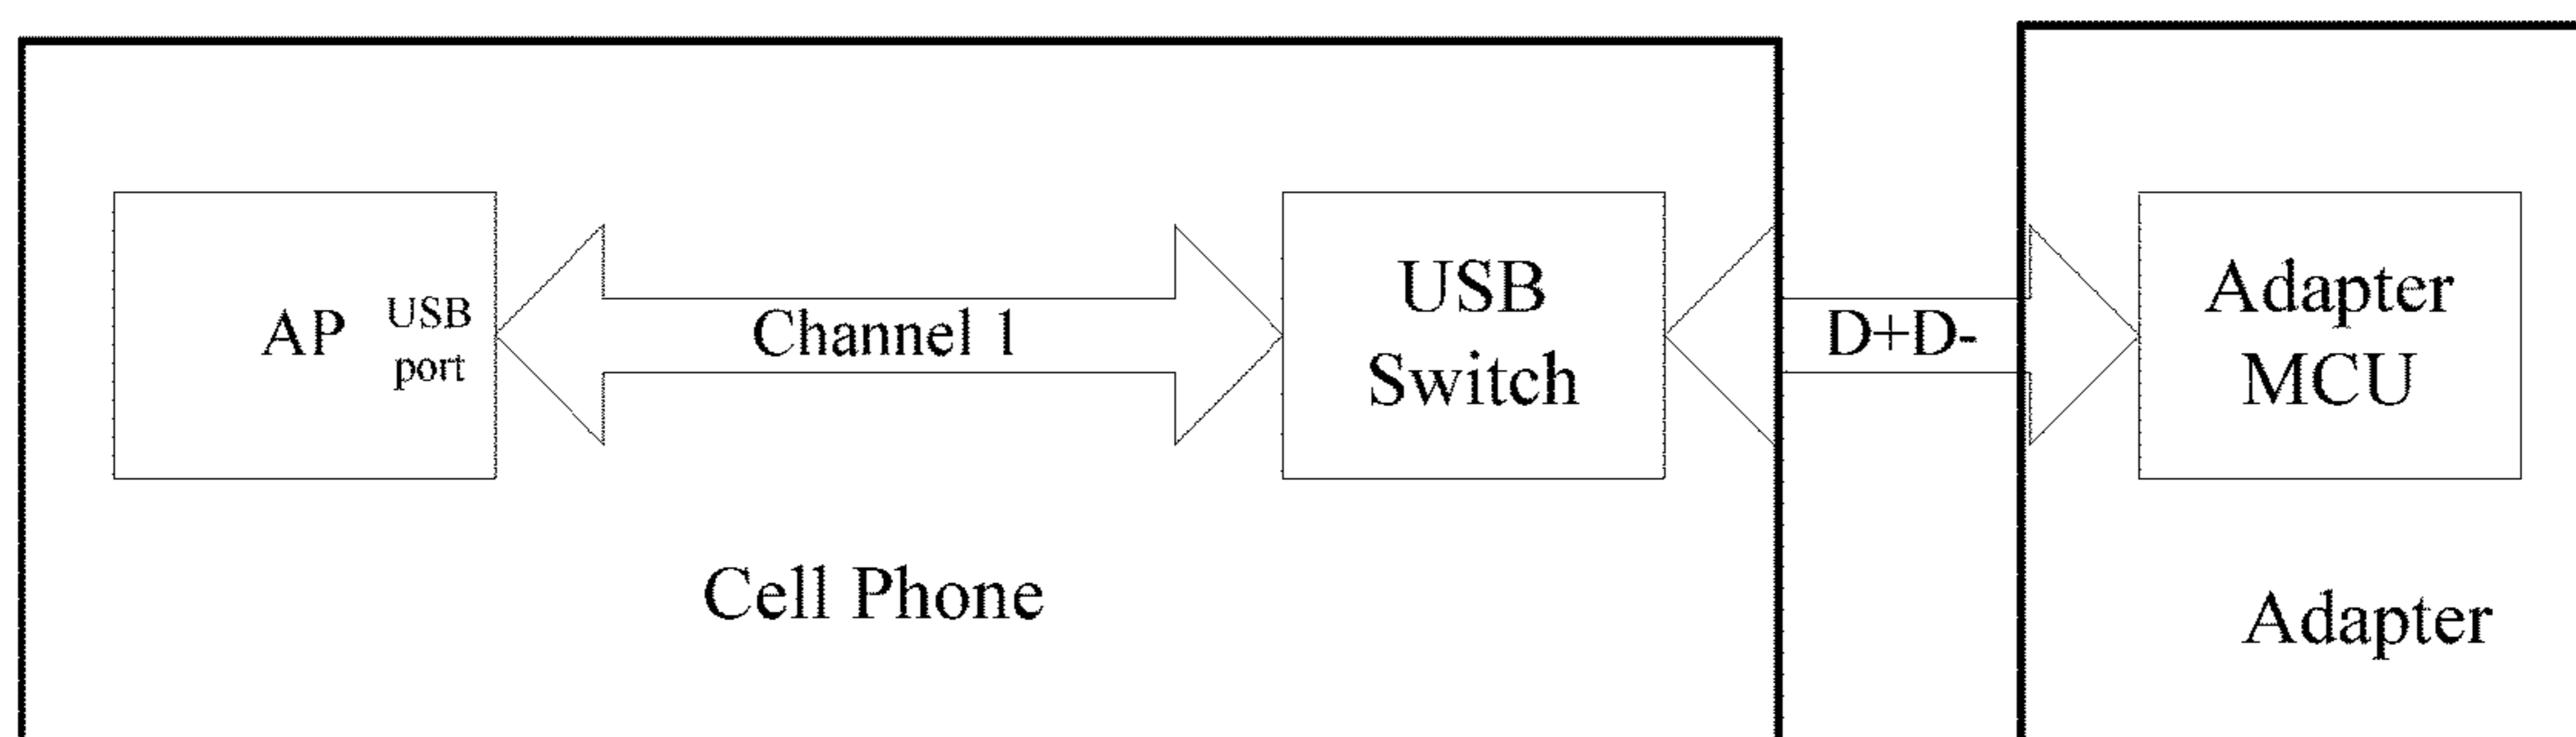 AP
USB
port
Channel 1
USB
Switch
D+D-
Adapter
MCU
Cell Phone
Adapter